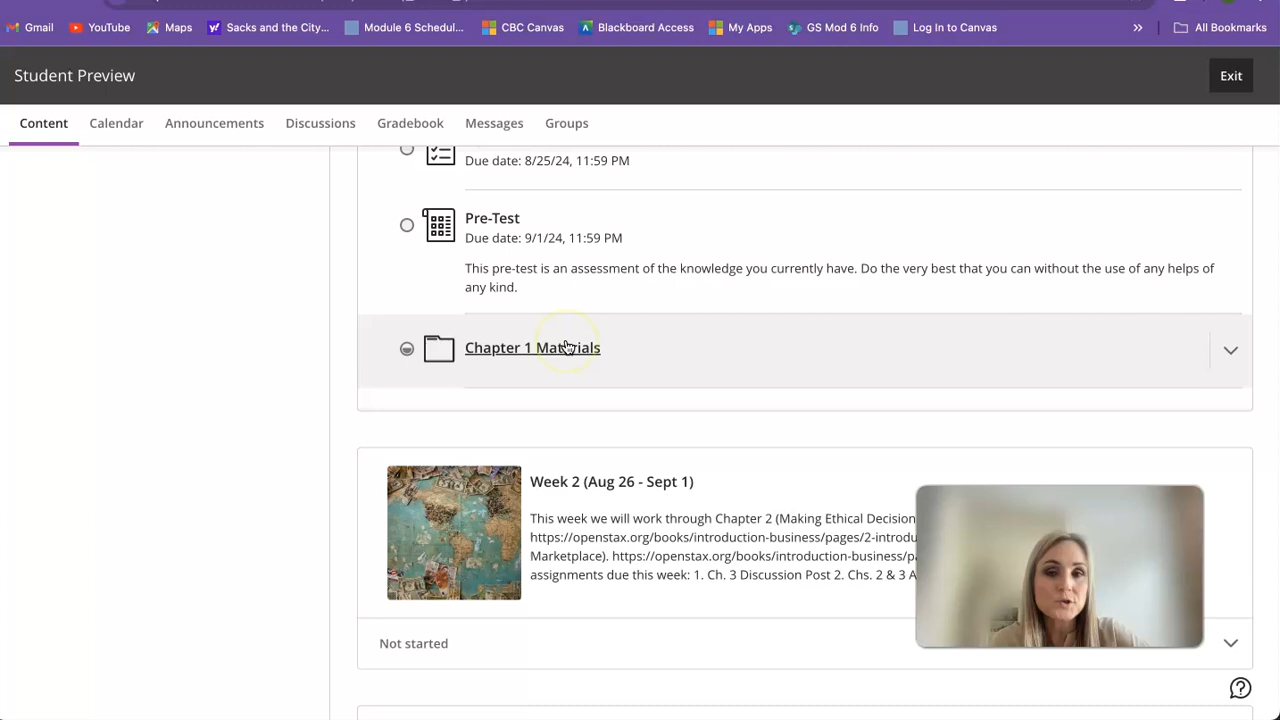 Gmail YouTube Maps Sacks and the City... Module 6 Schedul... CBC Canvas Blackboard Access My Apps GS Mod 6 Info Log In to Canvas » All Bookmarks
Student Preview Exit
Content Calendar Announcements Discussions Gradebook Messages Groups
Due date: 8/25/24, 11:59 PM
Pre-Test
Due date: 9/1/24, 11:59 PM
This pre-test is an assessment of the knowledge you currently have. Do the very best that you can without the use of any helps of
any kind.
Chapter 1 Materials
Week 2 (Aug 26 - Sept 1)
This week we will work through Chapter 2 (Making Ethical Decision
https://openstax.org/books/introduction-business/pages/2-introdu
Marketplace). https://openstax.org/books/introduction-business/pa
assignments due this week: 1. Ch. 3 Discussion Post 2. Chs. 2 & 3 A
Not started